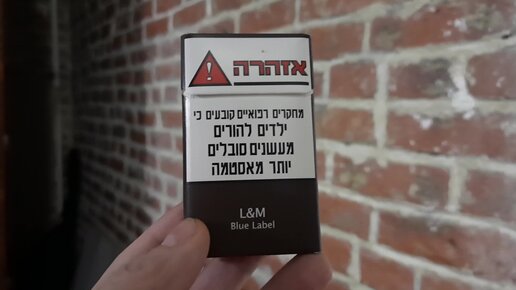 אזהרה
מחקרים רפואיים קובעים כי
ילדים להורים
מעשנים סובלים
יותר מאסטמה
L&M
Blue Label